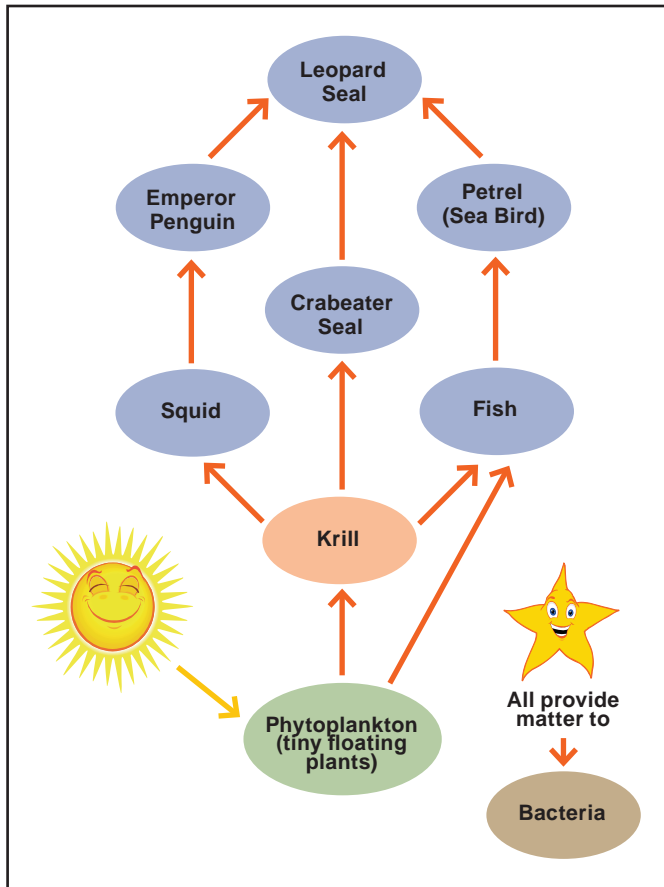 Leopard
Seal
Emperor
Penguin
Petrel
(Sea Bird)
Crabeater
Seal
Squid
Fish
Krill
Phytoplankton
(tiny floating
plants)
All provide
matter to
Bacteria